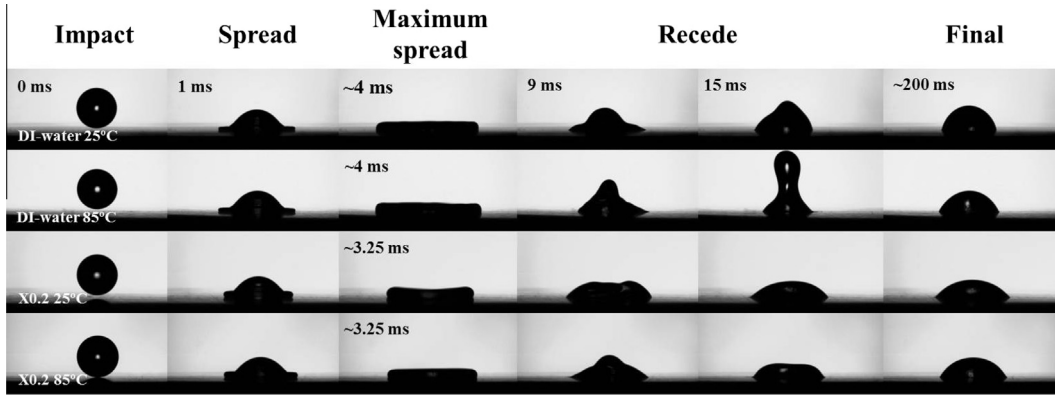 Impact
Spread
Maximum
spread
Recede
Final
0 ms
1 ms
~4 ms
9 ms
15 ms
~200 ms
DI-water 25°C
~4 ms
DI-water 85°C
~3.25 ms
X0.2 25°C
~3.25 ms
X0.2 85°C